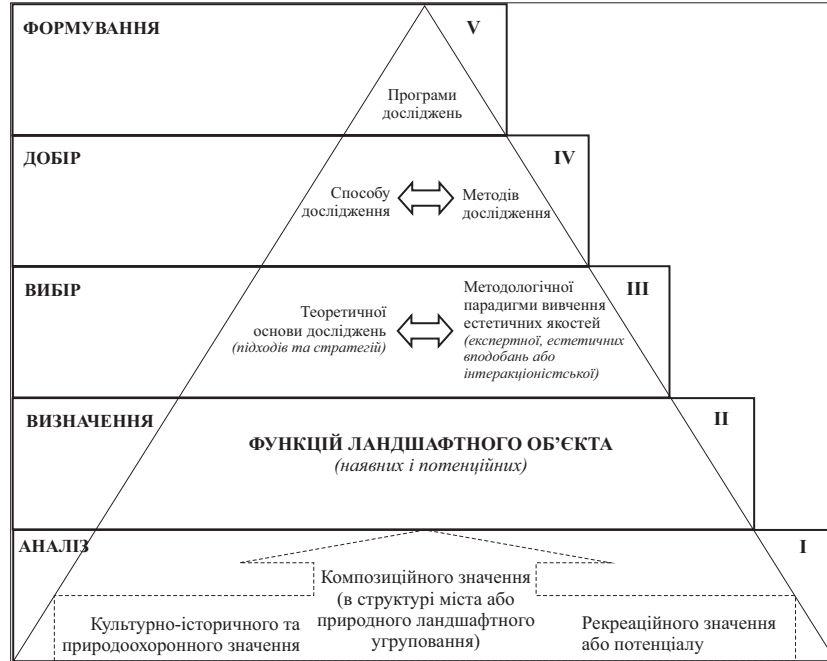 ФОРМУВАННЯ
V
Програми
досліджень
ДОБІР
IV
Способу
дослідження
Методів
дослідження
ВИБІР
III
Теоретичної
основи досліджень
(підходів та стратегій)
Методологічної
парадигми вивчення
естетичних якостей
(експертної, естетичних
вподобань або
інтеракціоністської)
ВИЗНАЧЕННЯ
II
ФУНКЦІЙ ЛАНДШАФТНОГО ОБ’ЄКТА
(наявних і потенційних)
АНАЛІЗ
I
Культурно-історичного та
природоохоронного значення
Композиційного значення
(в структурі міста або
природного ландшафтного
угруповання)
Рекреаційного значення
або потенціалу